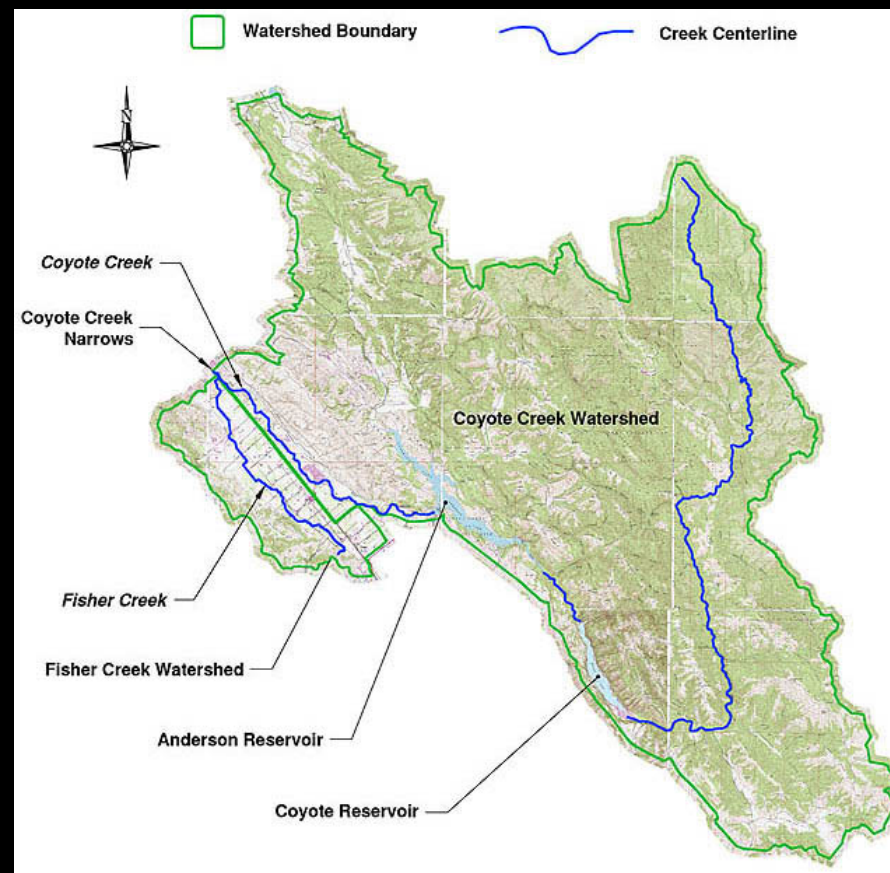 Watershed Boundary
Creek Centerline
N
Coyote Creek
Coyote Creek
Narrows
Coyote Creek Watershed
Fisher Creek
Fisher Creek Watershed
Anderson Reservoir
Coyote Reservoir